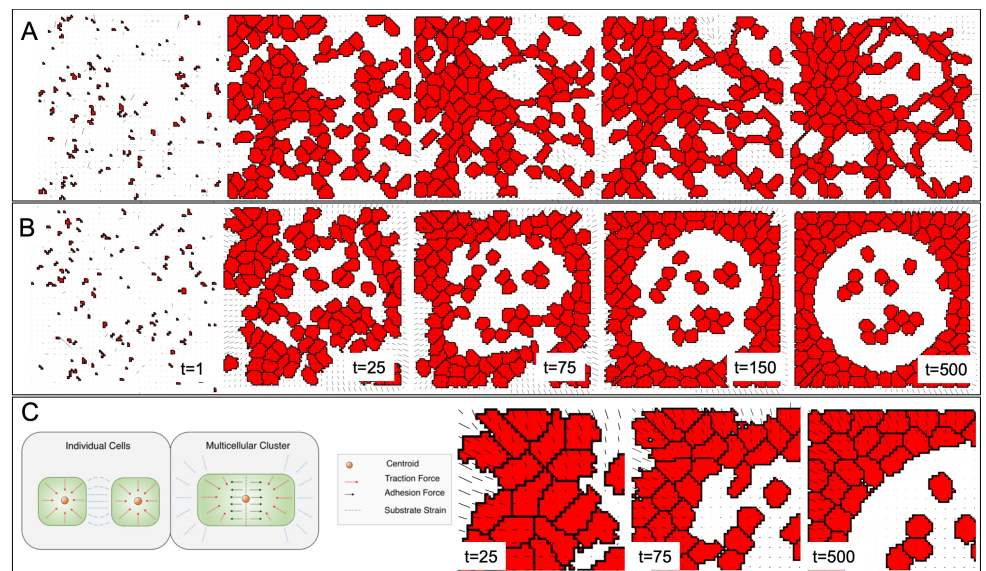 A
B
t=1
t=25
t=75
t=150
t=500
C
Individual Cells
Multicellular Cluster
Centroid
Traction Force
Adhesion Force
Substrate Strain
t=25
t=75
t=500